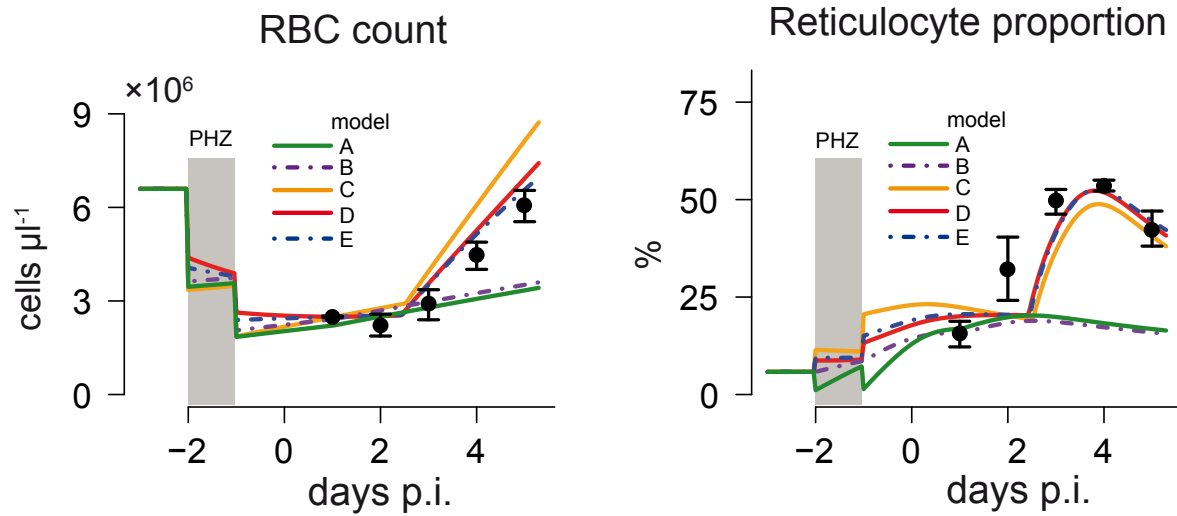 RBC count
×10⁶
cells µl⁻¹
9
6
3
0
PHZ
model
A
B
C
D
E
−2 0 2 4
days p.i.
Reticulocyte proportion
%
75
50
25
0
PHZ
model
A
B
C
D
E
−2 0 2 4
days p.i.